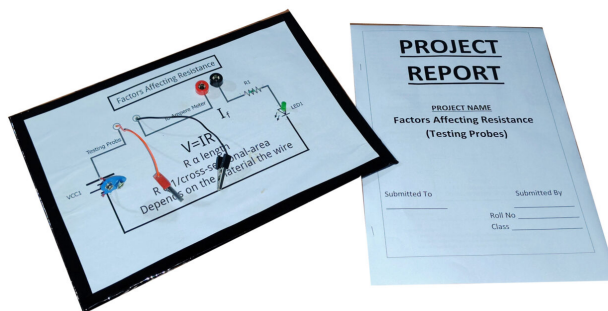 Factors Affecting Resistance
R1
LED1
Ampere Meter
If
Testing Probs
V=IR
R α length
R 1/cross-sectional-area
Depends on the material the wire
VCC1
PROJECT
REPORT
PROJECT NAME
Factors Affecting Resistance
(Testing Probes)
Submitted To
Submitted By
Roll No
Class